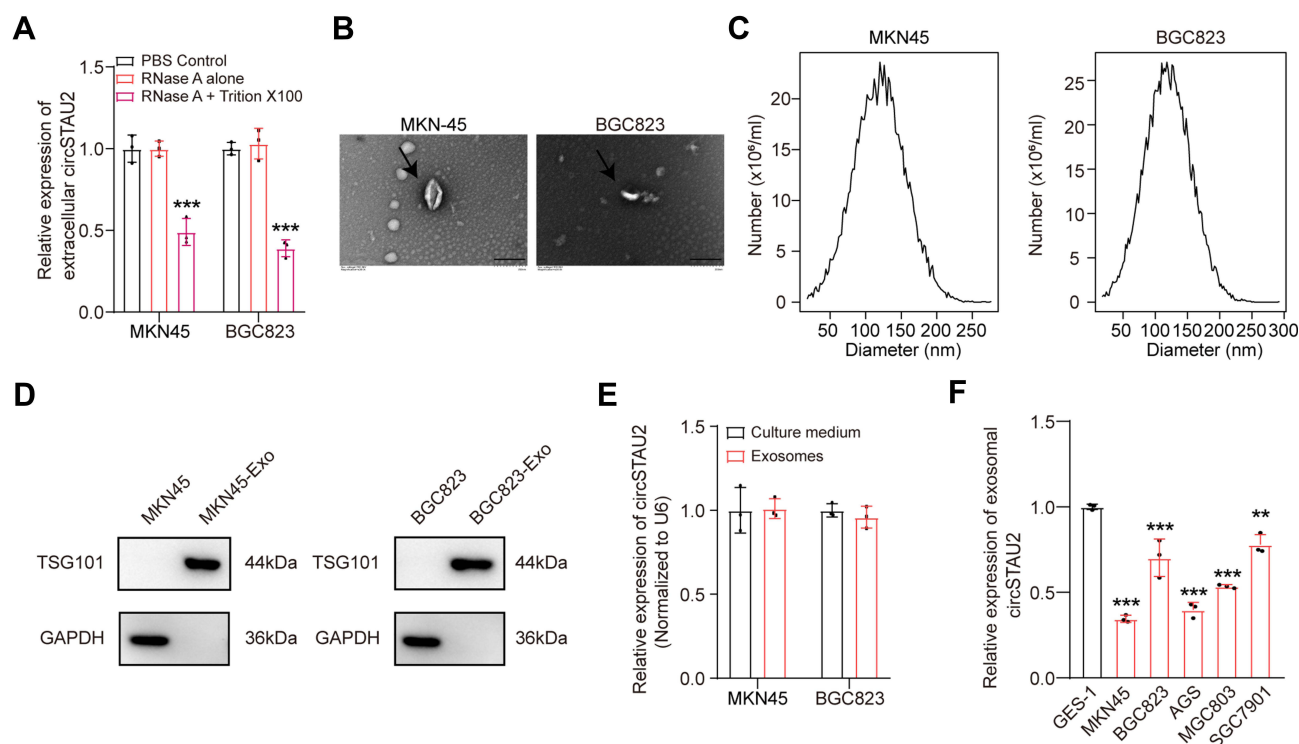 A
Relative expression of
extracellular circSTAU2
1.5
1.0
0.5
0.0
PBS Control
RNase A alone
RNase A + Trition X100
***
***
MKN45
BGC823
B
MKN-45
BGC823
C
MKN45
Number (x10⁶/ml)
20
15
10
5
0
50
100
150
200
250
Diameter (nm)
BGC823
Number (x10⁶/ml)
25
20
15
10
5
0
50
100
150
200
250
300
Diameter (nm)
D
MKN45
MKN45-Exo
TSG101
44kDa
GAPDH
36kDa
BGC823
BGC823-Exo
TSG101
44kDa
GAPDH
36kDa
E
Relative expression of circSTAU2
(Normalized to U6)
1.5
1.0
0.5
0.0
Culture medium
Exosomes
MKN45
BGC823
F
Relative expression of exosomal
circSTAU2
1.5
1.0
0.5
0.0
***
***
***
***
**
GES-1
MKN45
BGC823
AGS
MGC803
SGC7901